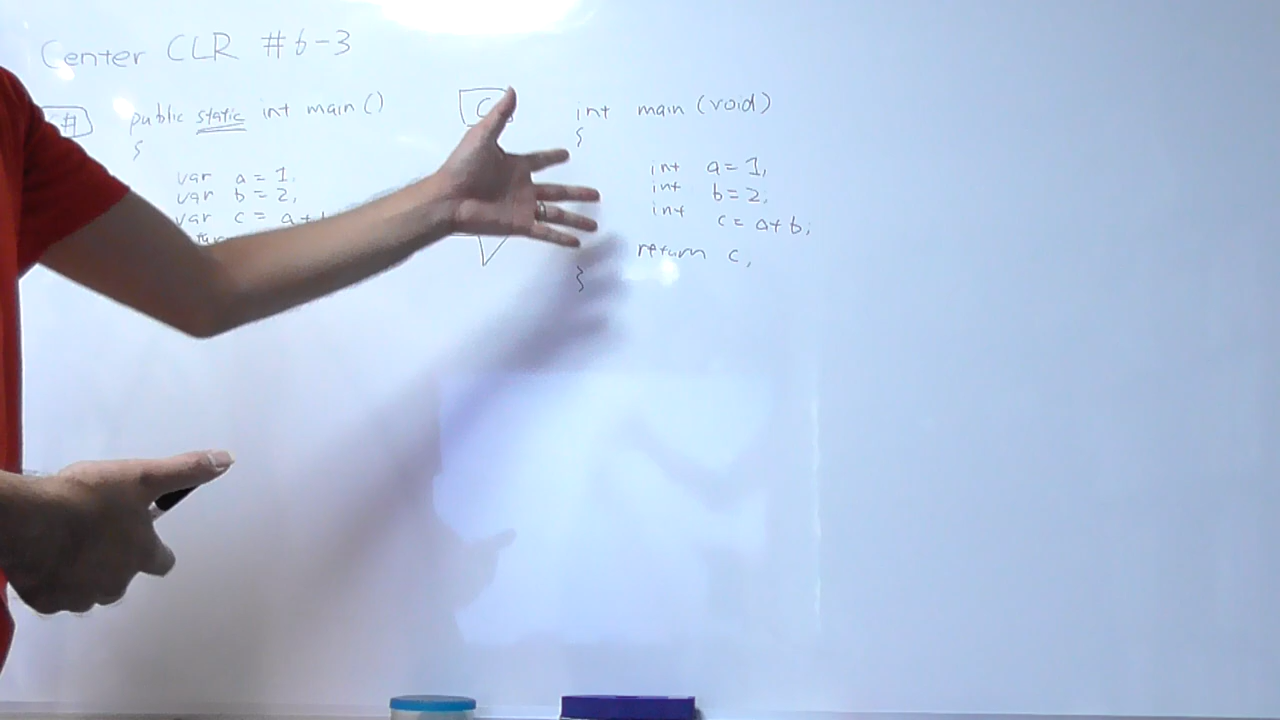 Center CLR #6-3
#
public static int main ()
{
var a = 1;
var b = 2;
var c = a +
C
int main (void)
{
int a = 1;
int b = 2;
int c = a + b;
return c;
}